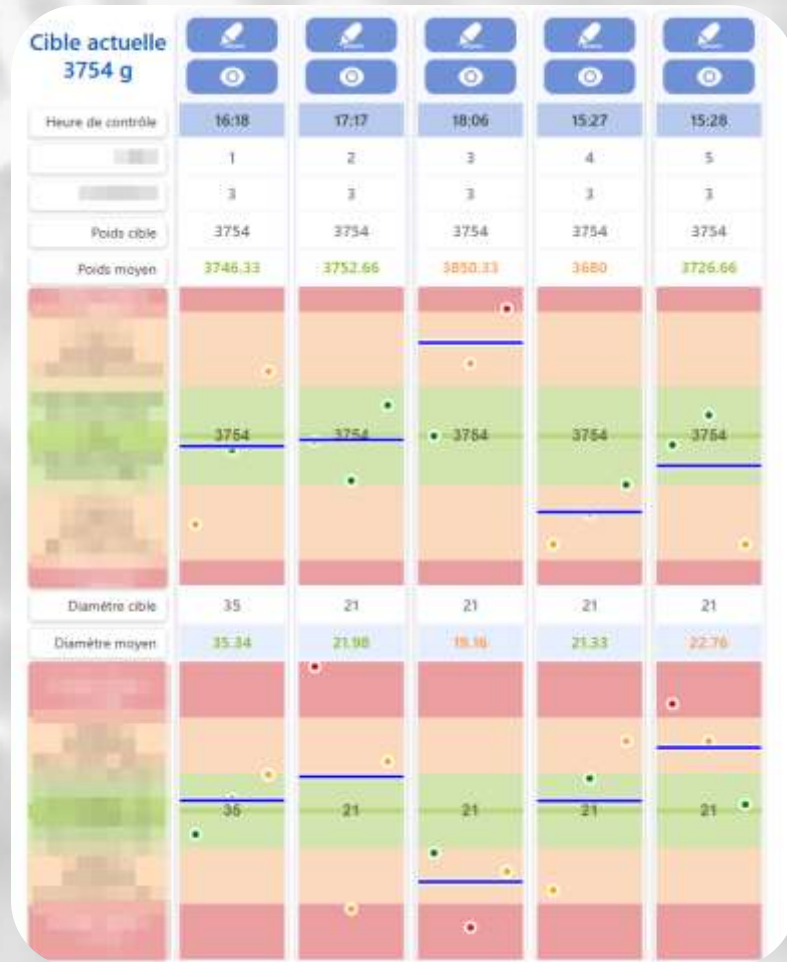 Cible actuelle
3754 g
Heure de contrôle 16:18 17:17 18:06 15:27 15:28
1 2 3 4 5
3 3 3 3 3
Poids cible 3754 3754 3754 3754 3754
Poids moyen 3746.33 3752.66 3850.33 3680 3726.66
3754 3754 3754 3754 3754
Diamètre cible 35 21 21 21 21
Diamètre moyen 35.34 21.98 19.16 21.33 22.76
35 21 21 21 21